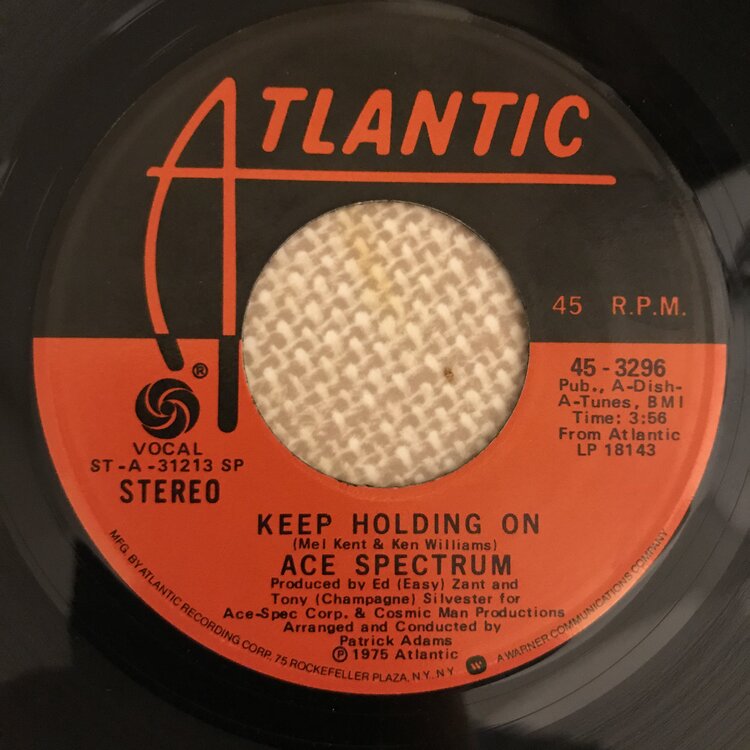 ATLANTIC
45 R.P.M.
®
VOCAL
ST-A-31213 SP
STEREO
45-3296
Pub., A-Dish-
A-Tunes, BMI
Time: 3:56
From Atlantic
LP 18143
KEEP HOLDING ON
(Mel Kent & Ken Williams)
ACE SPECTRUM
Produced by Ed (Easy) Zant and
Tony (Champagne) Silvester for
Ace-Spec Corp. & Cosmic Man Productions
Arranged and Conducted by
Patrick Adams
℗ 1975 Atlantic
MFG. BY ATLANTIC RECORDING CORP. 75 ROCKEFELLER PLAZA, N.Y. N.Y. W A WARNER COMMUNICATIONS COMPANY